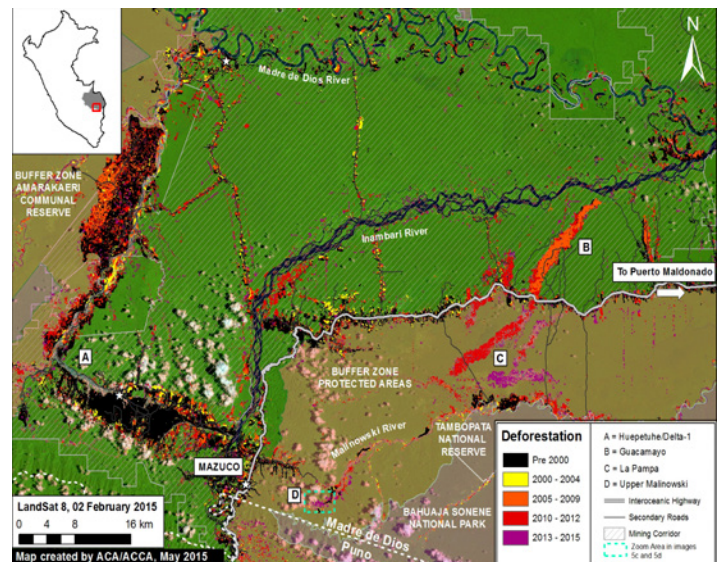 N
Madre de Dios River
BUFFER ZONE
AMARAKAERI
COMMUNAL
RESERVE
Inambari River
B
To Puerto Maldonado
A
C
BUFFER ZONE
PROTECTED AREAS
Malinowski River
TAMBOPATA
NATIONAL
RESERVE
MAZUCO
D
BAHUAJA SONENE
NATIONAL PARK
Madre de Dios
Puno
LandSat 8, 02 February 2015
0 4 8 16 km
Map created by ACA/ACCA, May 2015
Deforestation
Pre 2000
2000 - 2004
2005 - 2009
2010 - 2012
2013 - 2015
A = Huepetuhe/Delta-1
B = Guacamayo
C = La Pampa
D = Upper Malinowski
Interoceanic Highway
Secondary Roads
Mining Corridor
Zoom Area in images
5c and 5d